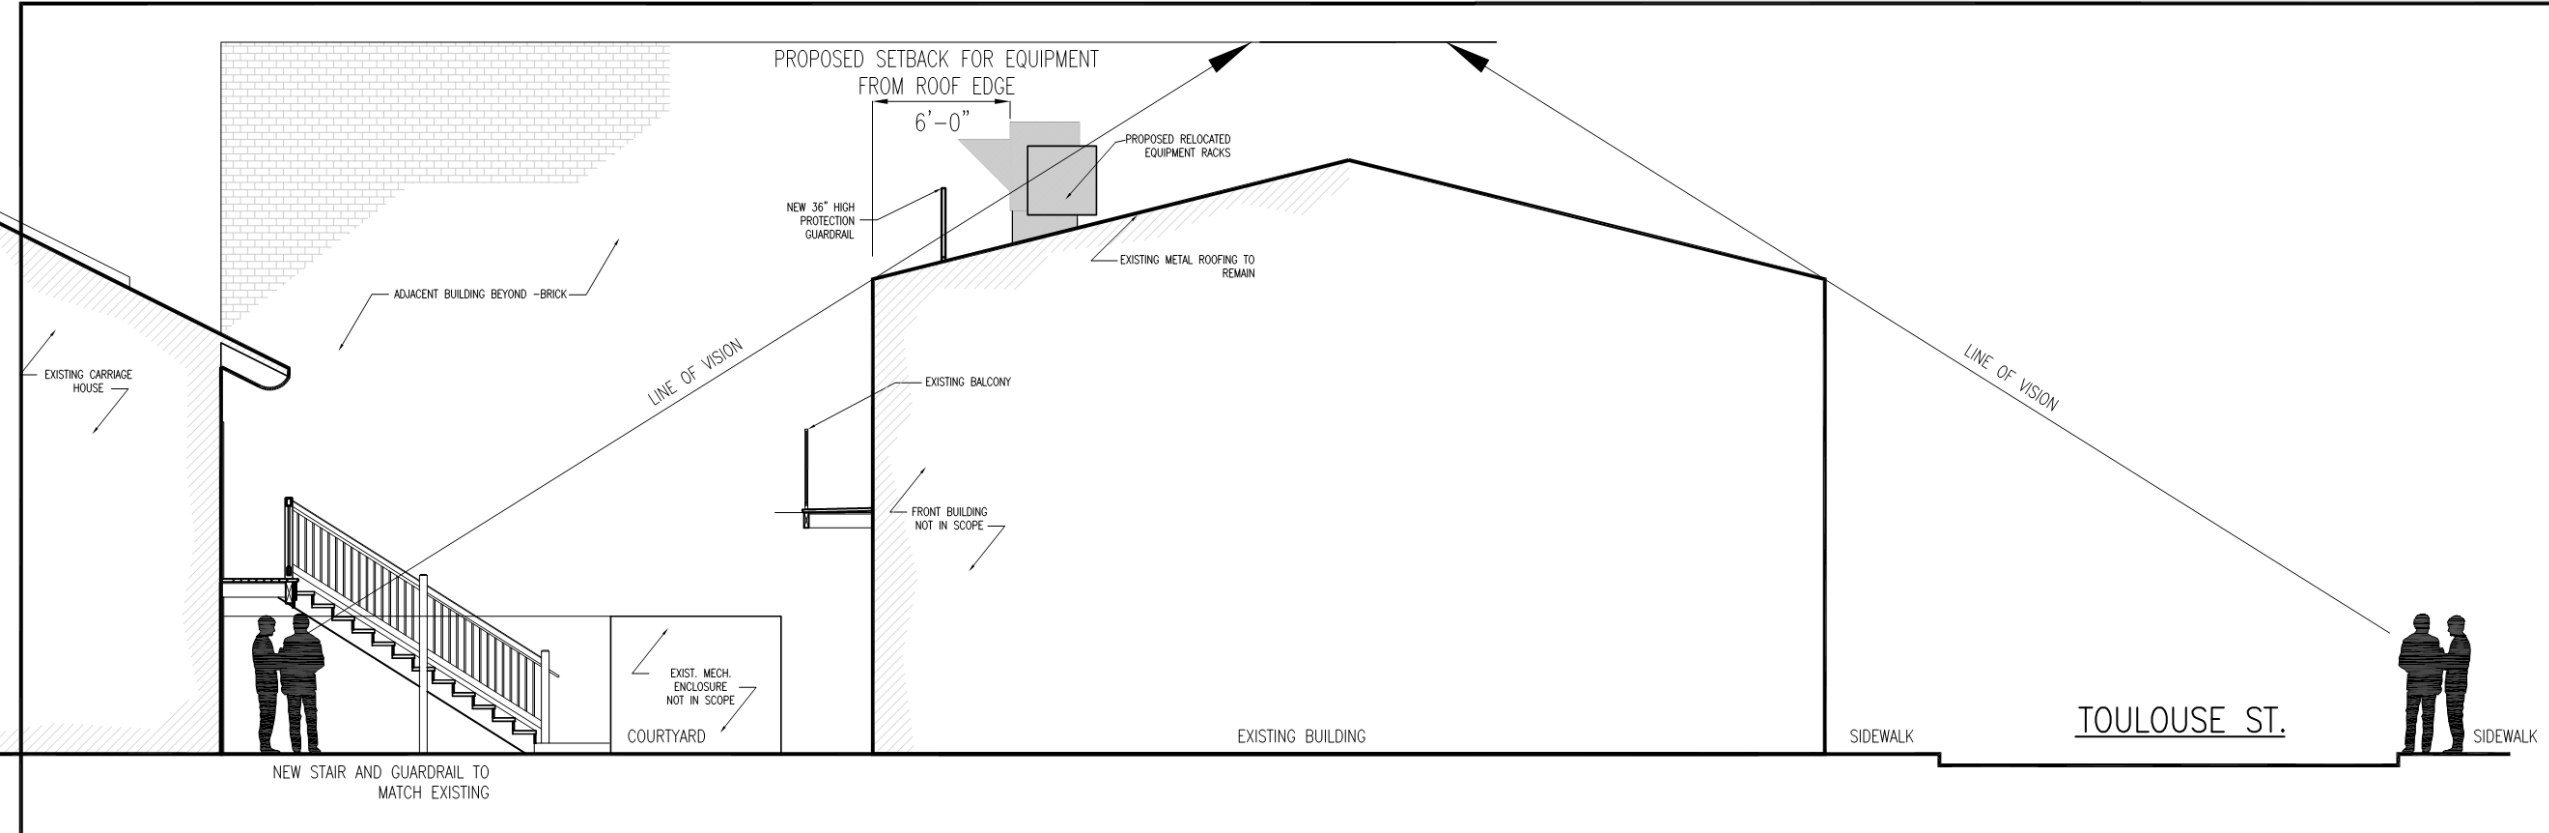 PROPOSED SETBACK FOR EQUIPMENT
FROM ROOF EDGE
6'-0"
PROPOSED RELOCATED
EQUIPMENT RACKS
NEW 36" HIGH
PROTECTION
GUARDRAIL
EXISTING METAL ROOFING TO
REMAIN
ADJACENT BUILDING BEYOND -BRICK
EXISTING CARRIAGE
HOUSE
LINE OF VISION
EXISTING BALCONY
LINE OF VISION
FRONT BUILDING
NOT IN SCOPE
EXIST. MECH.
ENCLOSURE
NOT IN SCOPE
COURTYARD
EXISTING BUILDING
SIDEWALK
TOULOUSE ST.
SIDEWALK
NEW STAIR AND GUARDRAIL TO
MATCH EXISTING